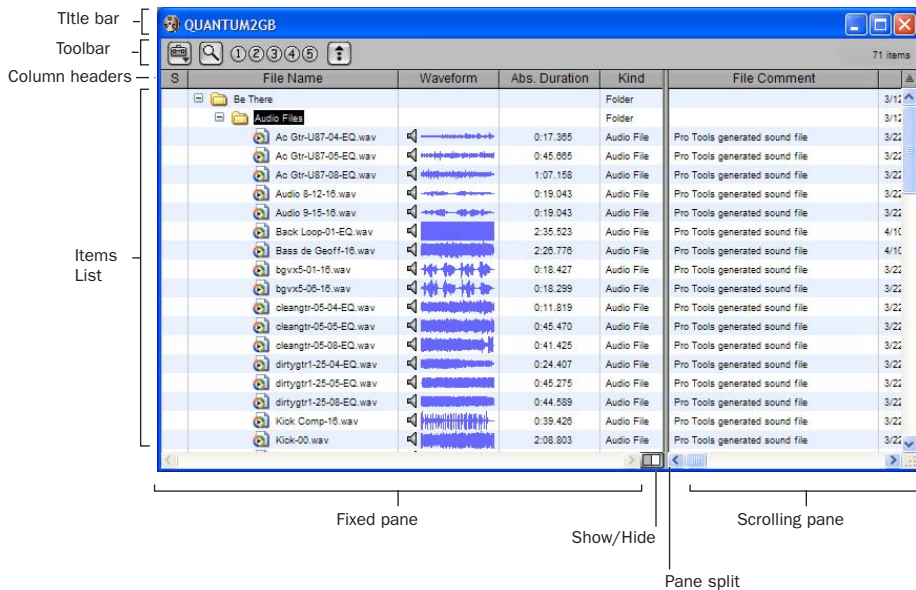 TItle bar
QUANTUM2GB
Toolbar
1 2 3 4 5
71 items
Column headers
S File Name Waveform Abs. Duration Kind File Comment
Be There Folder 3/12
Audio Files Folder 3/12
Ac Gtr-U87-04-EQ.wav 0:17.365 Audio File Pro Tools generated sound file 3/22
Ac Gtr-U87-05-EQ.wav 0:45.665 Audio File Pro Tools generated sound file 3/22
Ac Gtr-U87-08-EQ.wav 1:07.158 Audio File Pro Tools generated sound file 3/22
Audio 8-12-16.wav 0:19.043 Audio File Pro Tools generated sound file 3/22
Audio 9-15-16.wav 0:19.043 Audio File Pro Tools generated sound file 3/22
Back Loop-01-EQ.wav 2:35.523 Audio File Pro Tools generated sound file 4/10
Items List
Bass de Geoff-16.wav 2:26.776 Audio File Pro Tools generated sound file 4/10
bgvx5-01-16.wav 0:18.427 Audio File Pro Tools generated sound file 3/22
bgvx5-06-16.wav 0:18.299 Audio File Pro Tools generated sound file 3/22
cleangtr-05-04-EQ.wav 0:11.819 Audio File Pro Tools generated sound file 3/22
cleangtr-05-05-EQ.wav 0:45.470 Audio File Pro Tools generated sound file 3/22
cleangtr-05-08-EQ.wav 0:41.425 Audio File Pro Tools generated sound file 3/22
dirtygtr1-25-04-EQ.wav 0:24.407 Audio File Pro Tools generated sound file 3/22
dirtygtr1-25-05-EQ.wav 0:45.275 Audio File Pro Tools generated sound file 3/22
dirtygtr1-25-08-EQ.wav 0:44.589 Audio File Pro Tools generated sound file 3/22
Kick Comp-16.wav 0:39.426 Audio File Pro Tools generated sound file 3/22
Kick-00.wav 2:08.803 Audio File Pro Tools generated sound file 3/22
Fixed pane
Scrolling pane
Show/Hide
Pane split